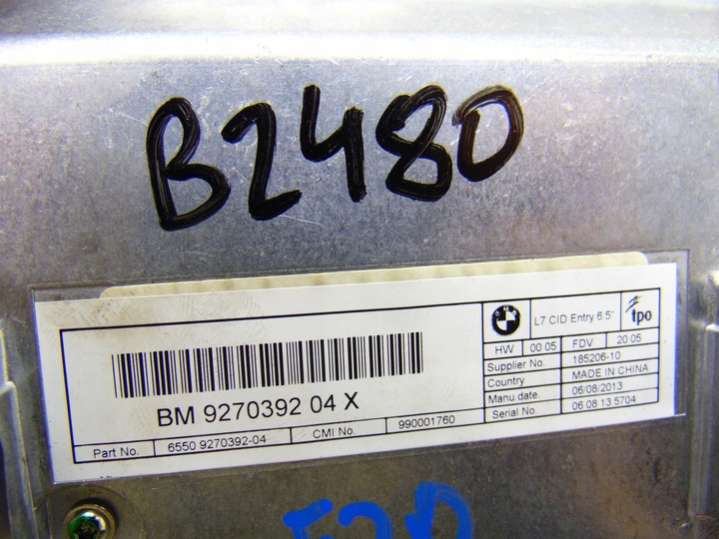 B2480
L7 CID Entry 6.5"
tpo
HW 00 05 FDV 20 05
Supplier No. 185206-10
Country MADE IN CHINA
Manu date. 06/08/2013
Serial No. 06 08 13 5704
BM 9270392 04 X
Part No. 6550 9270392-04 CMI No. 990001760